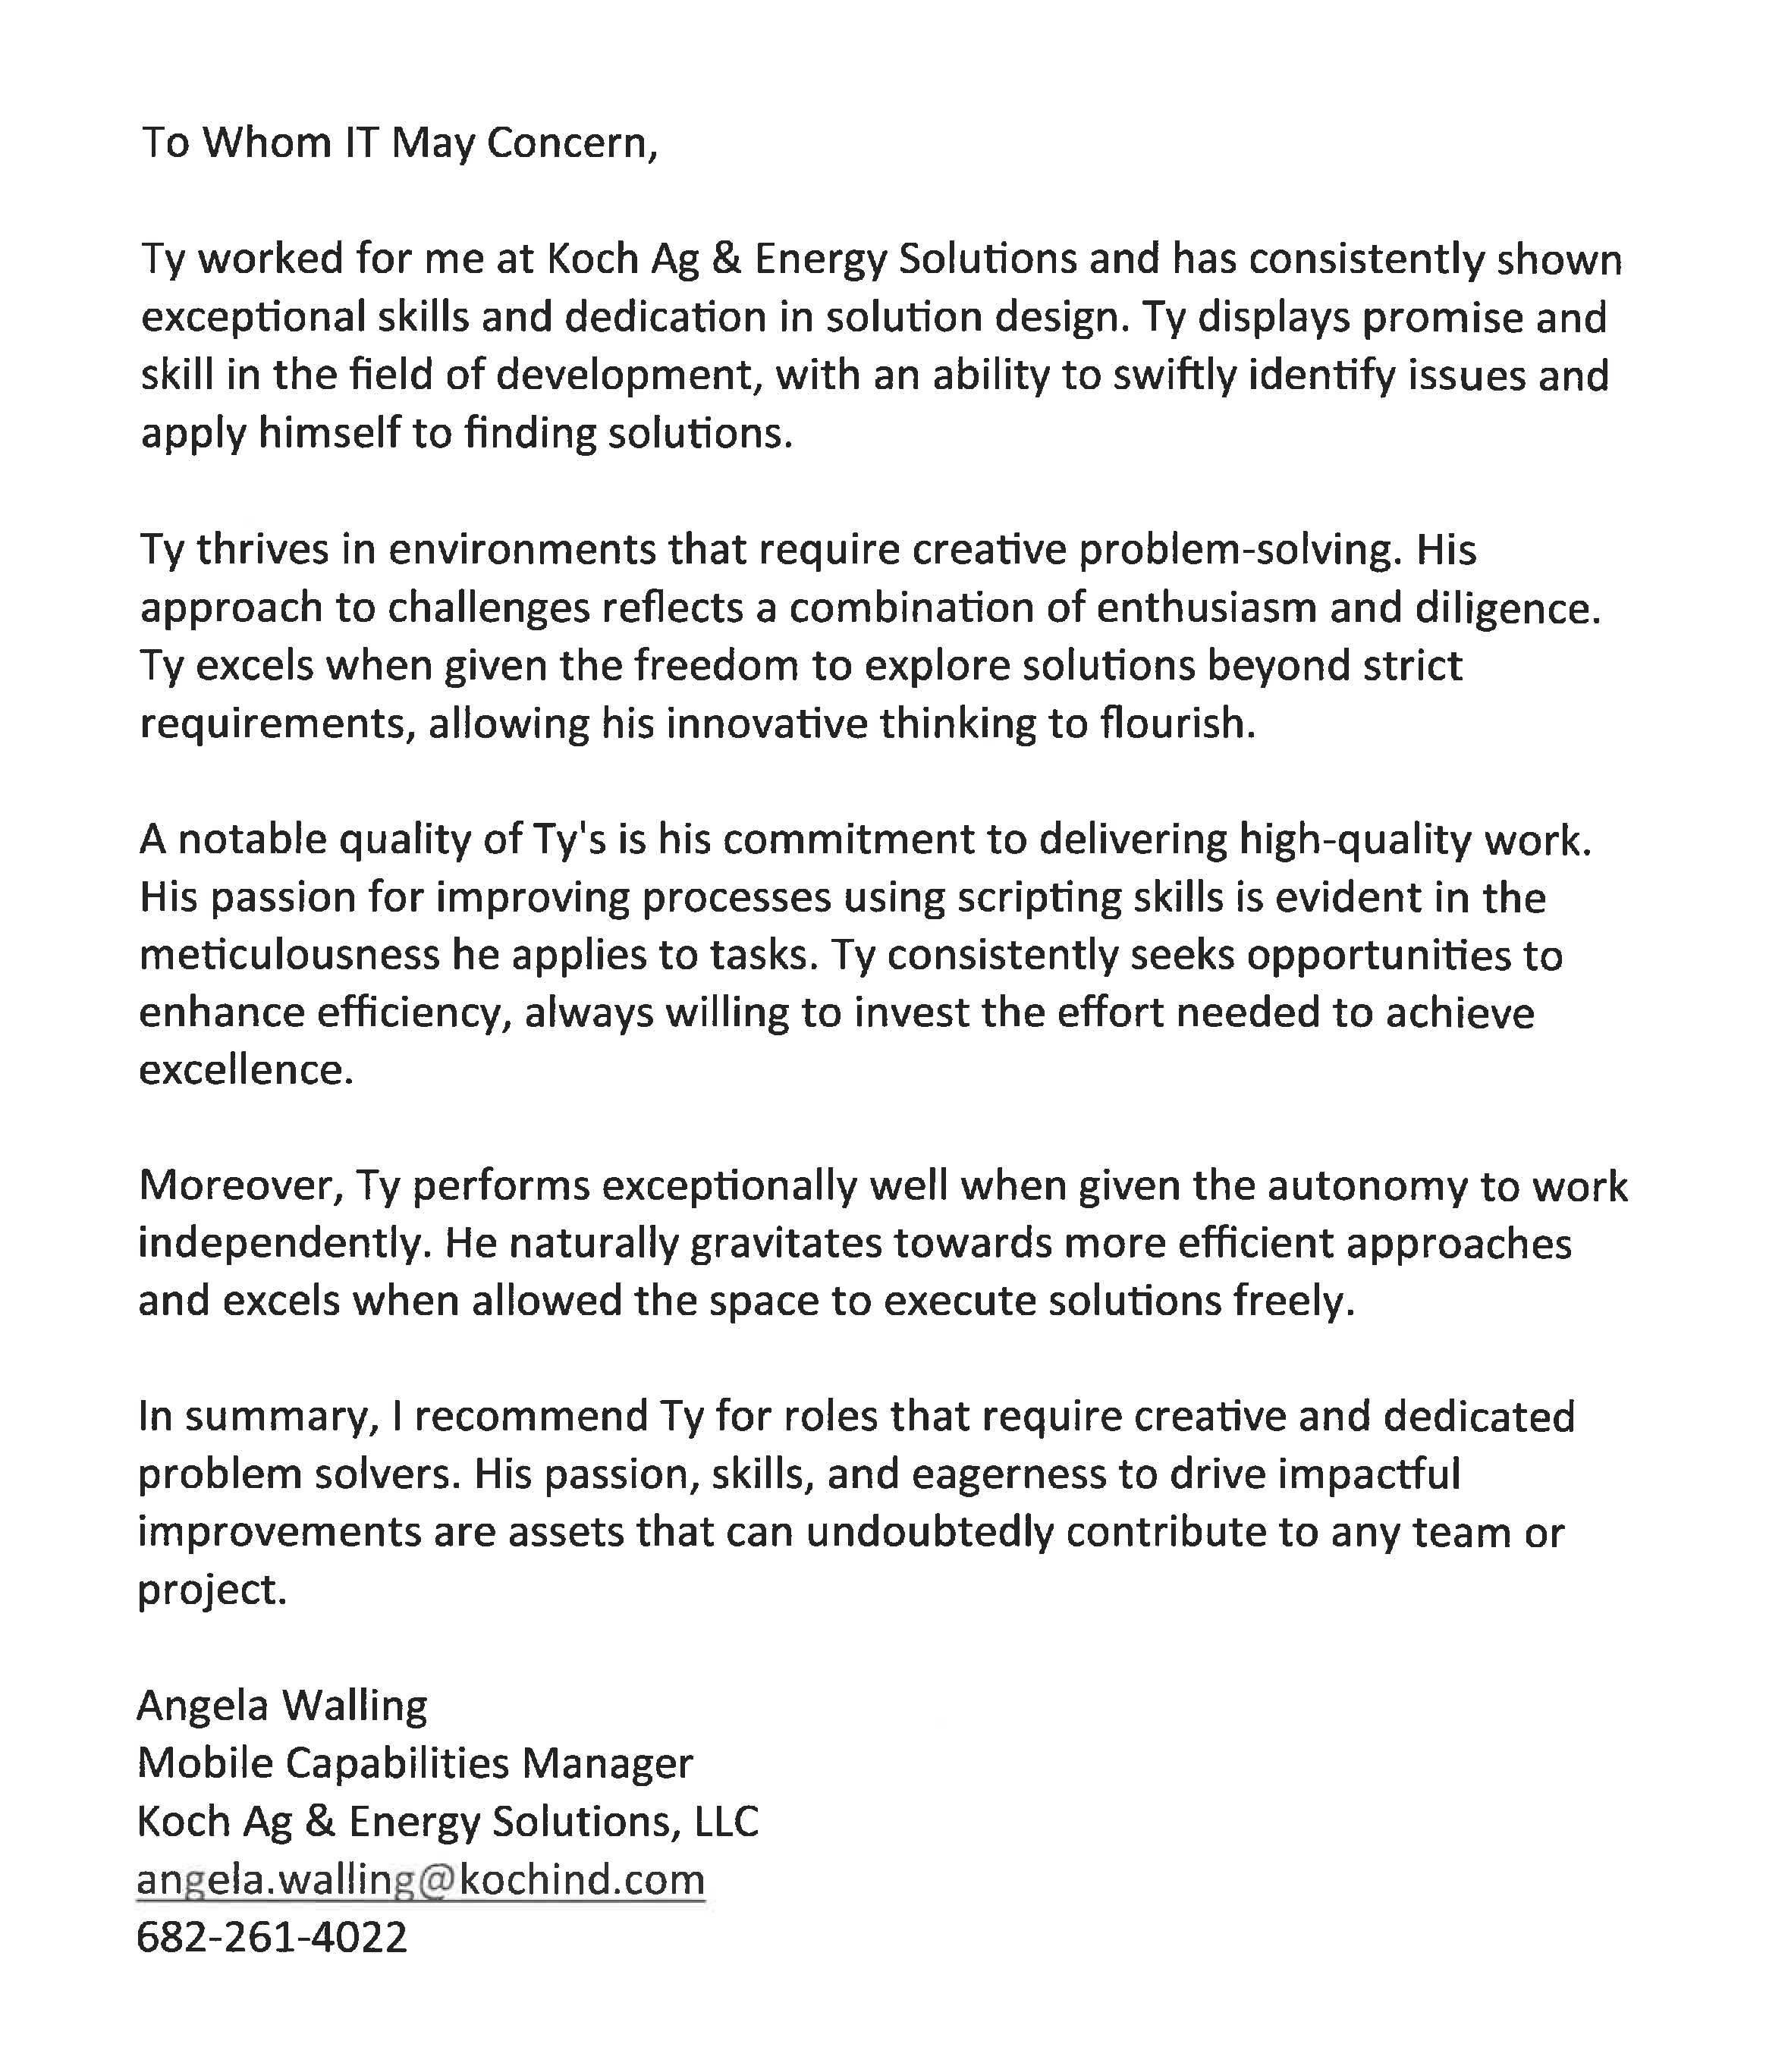 To Whom IT May Concern,
Ty worked for me at Koch Ag & Energy Solutions and has consistently shown
exceptional skills and dedication in solution design. Ty displays promise and
skill in the field of development, with an ability to swiftly identify issues and
apply himself to finding solutions.
Ty thrives in environments that require creative problem-solving. His
approach to challenges reflects a combination of enthusiasm and diligence.
Ty excels when given the freedom to explore solutions beyond strict
requirements, allowing his innovative thinking to flourish.
A notable quality of Ty's is his commitment to delivering high-quality work.
His passion for improving processes using scripting skills is evident in the
meticulousness he applies to tasks. Ty consistently seeks opportunities to
enhance efficiency, always willing to invest the effort needed to achieve
excellence.
Moreover, Ty performs exceptionally well when given the autonomy to work
independently. He naturally gravitates towards more efficient approaches
and excels when allowed the space to execute solutions freely.
In summary, I recommend Ty for roles that require creative and dedicated
problem solvers. His passion, skills, and eagerness to drive impactful
improvements are assets that can undoubtedly contribute to any team or
project.
Angela Walling
Mobile Capabilities Manager
Koch Ag & Energy Solutions, LLC
angela.walling@kochind.com
682-261-4022